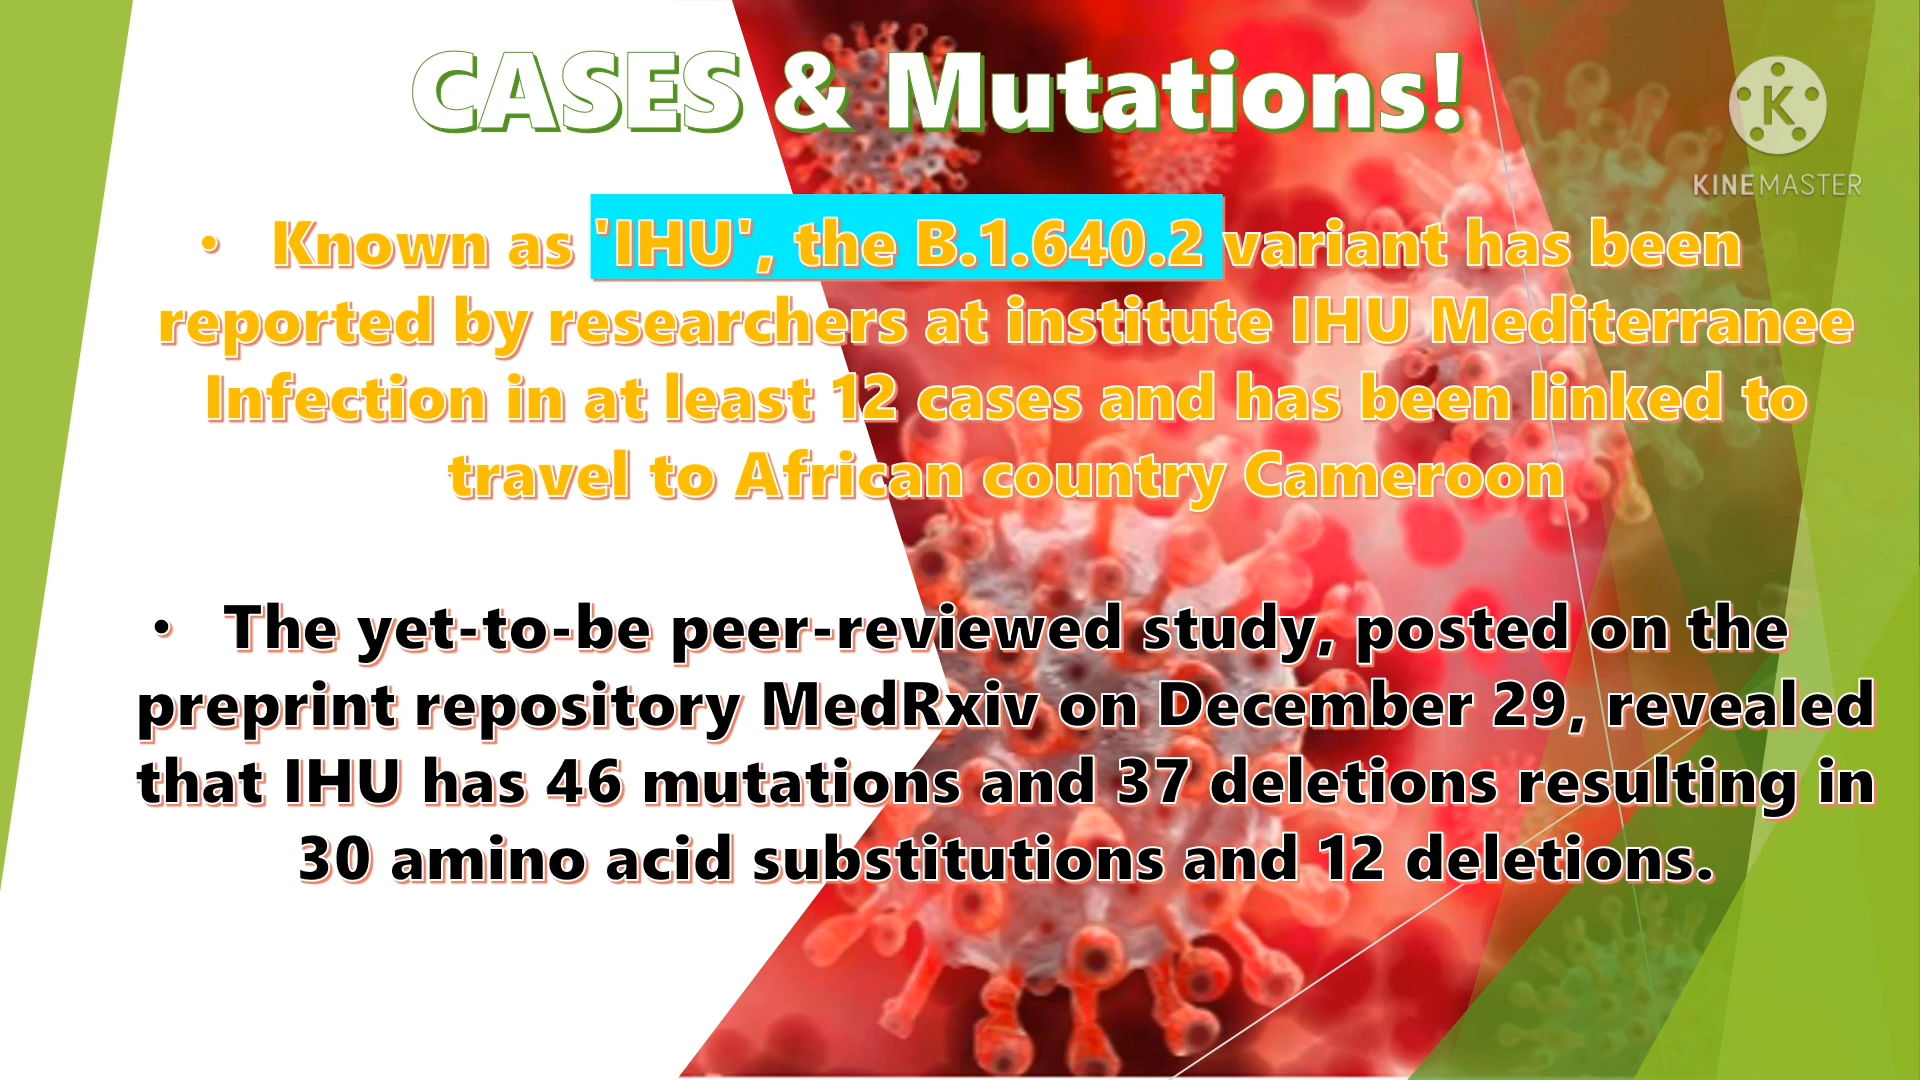 CASES & Mutations!
K
KINEMASTER
• Known as 'IHU', the B.1.640.2 variant has been
reported by researchers at institute IHU Mediterranee
Infection in at least 12 cases and has been linked to
travel to African country Cameroon
• The yet-to-be peer-reviewed study, posted on the
preprint repository MedRxiv on December 29, revealed
that IHU has 46 mutations and 37 deletions resulting in
30 amino acid substitutions and 12 deletions.